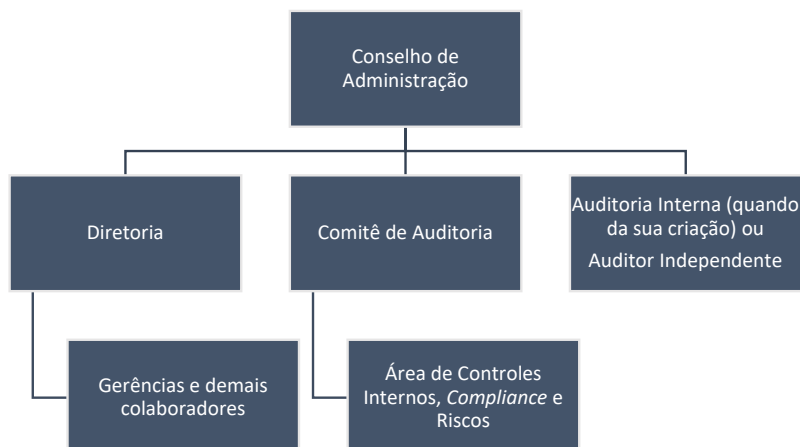 Conselho de
Administração
Diretoria
Comitê de Auditoria
Auditoria Interna (quando
da sua criação) ou
Auditor Independente
Gerências e demais
colaboradores
Área de Controles
Internos, Compliance e
Riscos